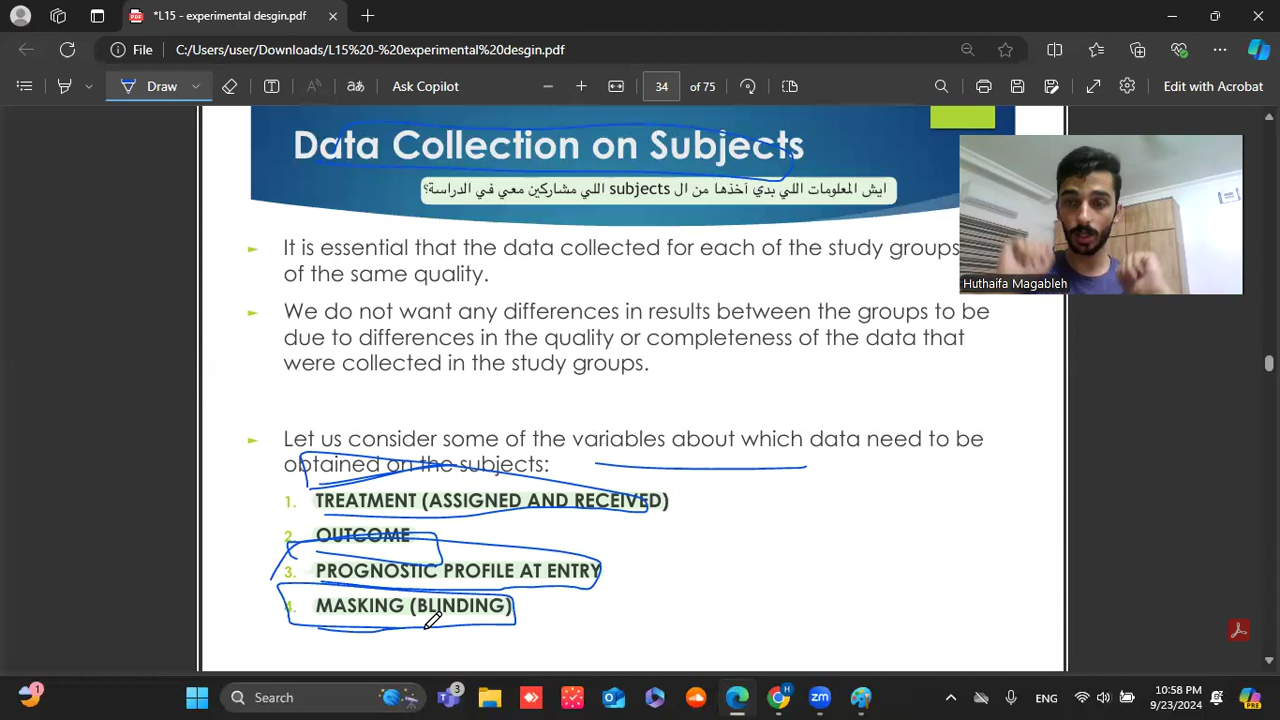 *L15 - experimental desgin.pdf
File
C:/Users/user/Downloads/L15%20-%20experimental%20desgin.pdf
Draw
Ask Copilot
34
of 75
Edit with Acrobat
Data Collection on Subjects
ايش المعلومات اللي بدي آخذها من ال subjects اللي مشاركين معي في الدراسة؟
It is essential that the data collected for each of the study groups
of the same quality.
We do not want any differences in results between the groups to be
due to differences in the quality or completeness of the data that
were collected in the study groups.
Let us consider some of the variables about which data need to be
obtained on the subjects:
1. TREATMENT (ASSIGNED AND RECEIVED)
2. OUTCOME
3. PROGNOSTIC PROFILE AT ENTRY
4. MASKING (BLINDING)
Huthaifa Magableh
1
Search
3
zm
ENG
10:58 PM
9/23/2024
PRE